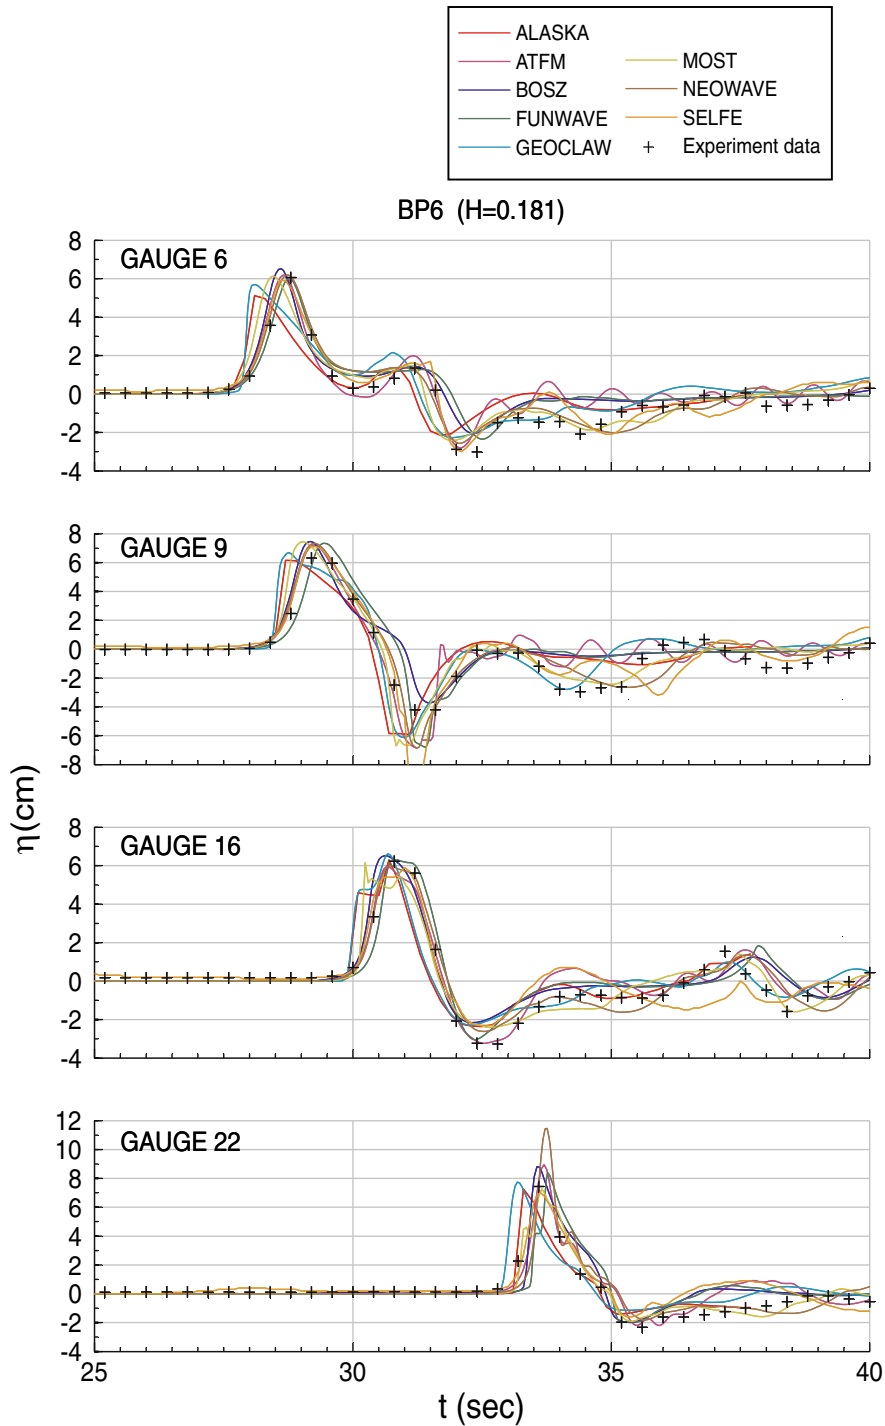 ALASKA
ATFM MOST
BOSZ NEOWAVE
FUNWAVE SELFE
GEOCLAW + Experiment data
BP6 (H=0.181)
GAUGE 6
8
6
4
2
0
-2
-4
GAUGE 9
8
6
4
2
0
-2
-4
-6
-8
η(cm)
GAUGE 16
8
6
4
2
0
-2
-4
GAUGE 22
12
10
8
6
4
2
0
-2
-4
25 30 35 40
t (sec)